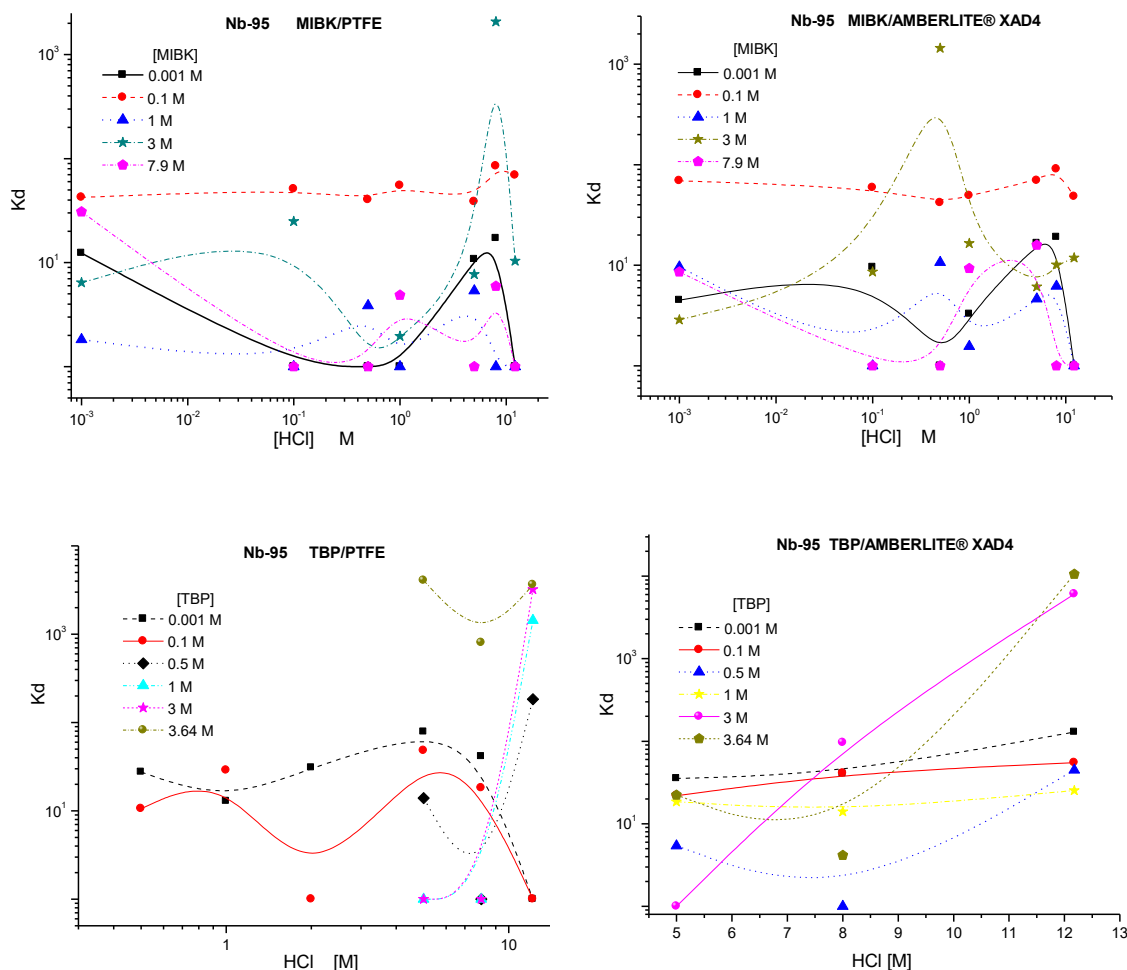 Nb-95 MIBK/PTFE
[MIBK]
0.001 M
0.1 M
1 M
3 M
7.9 M
Kd
10³
10²
10¹
10⁻³ 10⁻² 10⁻¹ 10⁰ 10¹
[HCl] M
Nb-95 MIBK/AMBERLITE® XAD4
[MIBK]
0.001 M
0.1 M
1 M
3 M
7.9 M
Kd
10³
10¹
10⁻³ 10⁻² 10⁻¹ 10⁰ 10¹
[HCl] M
Nb-95 TBP/PTFE
[TBP]
0.001 M
0.1 M
0.5 M
1 M
3 M
3.64 M
Kd
10³
10¹
1 10
HCl [M]
Nb-95 TBP/AMBERLITE® XAD4
[TBP]
0.001 M
0.1 M
0.5 M
1 M
3 M
3.64 M
Kd
10³
10¹
5 6 7 8 9 10 11 12 13
HCl [M]